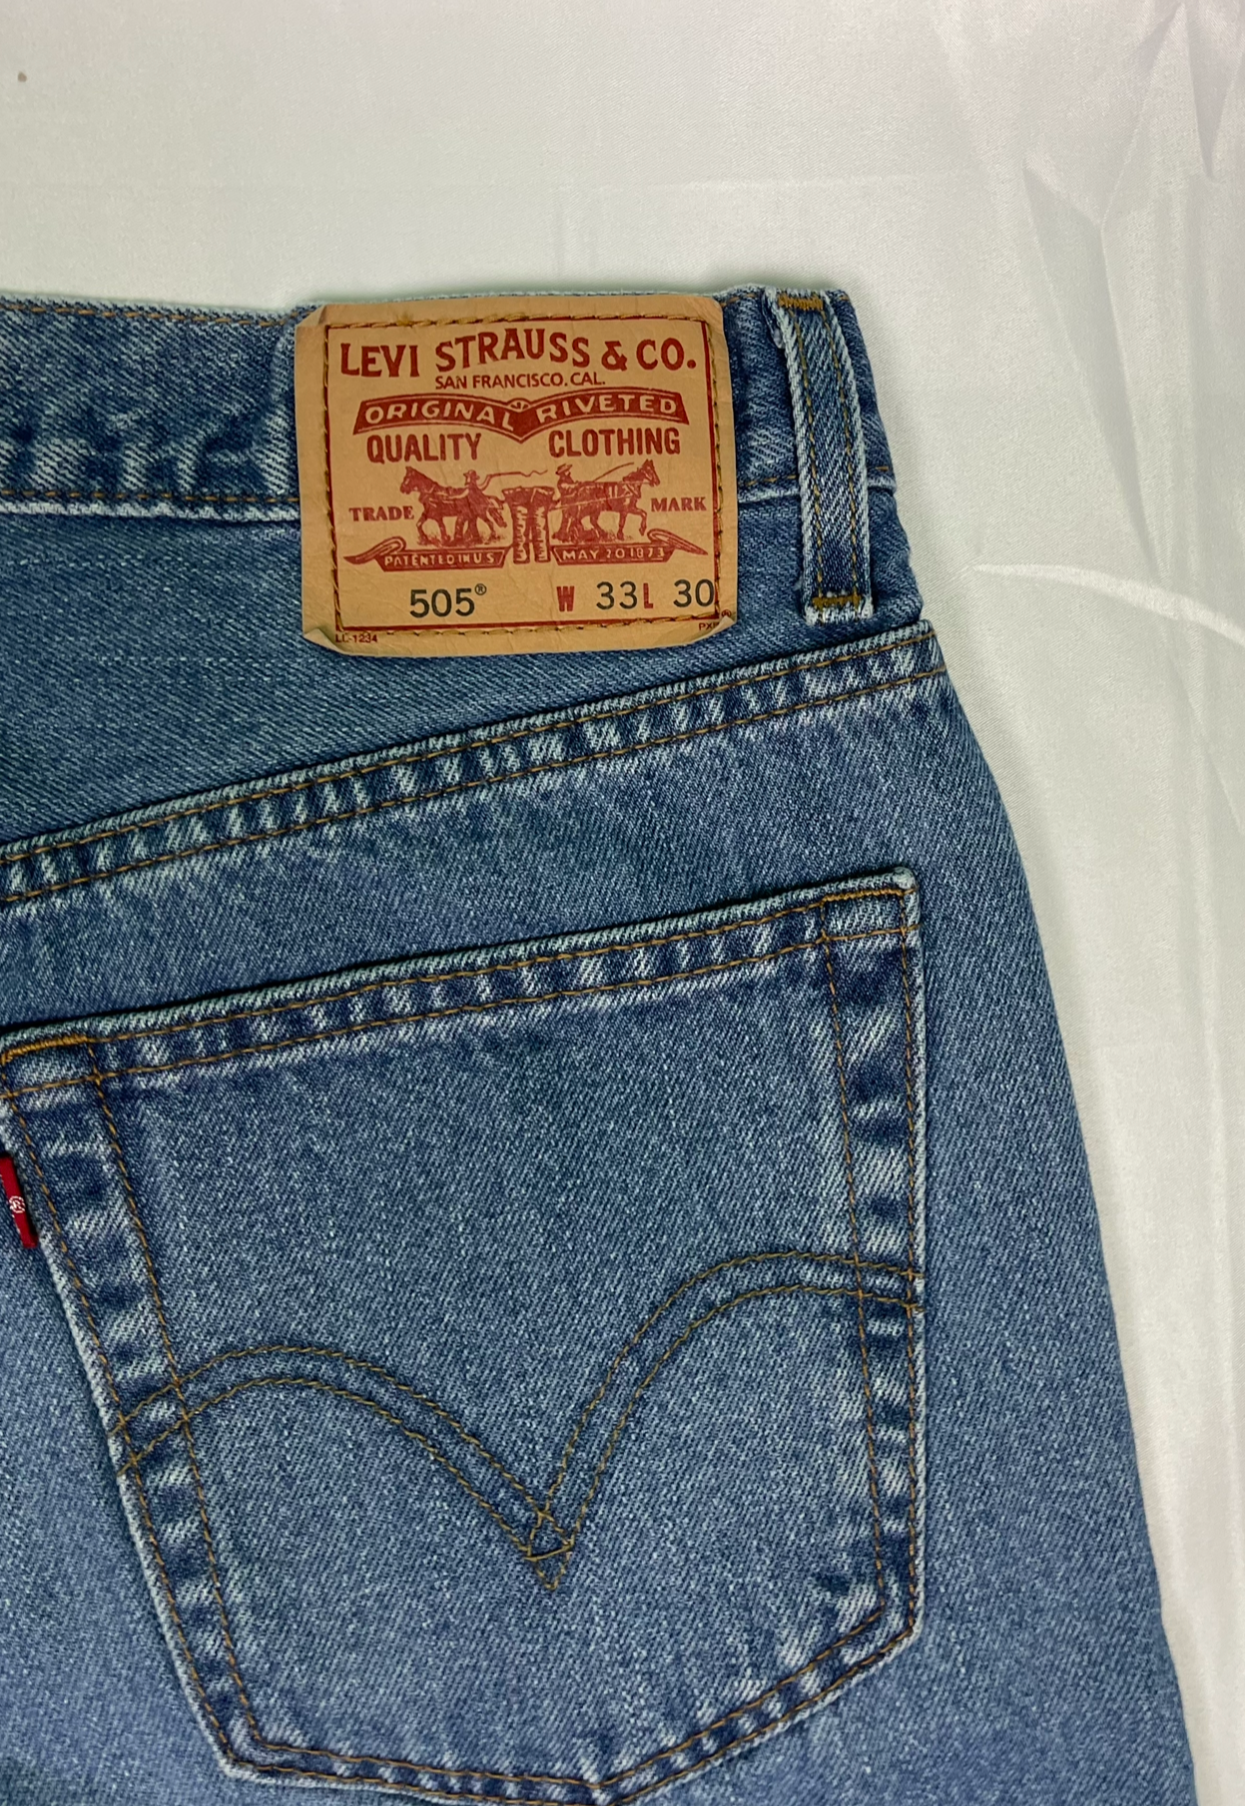 LEVI STRAUSS & CO.
SAN FRANCISCO. CAL.
ORIGINAL RIVETED
QUALITY CLOTHING
TRADE MARK
PATENTED IN U.S. MAY 20 1873
505® W 33 L 30
LL-1234
®